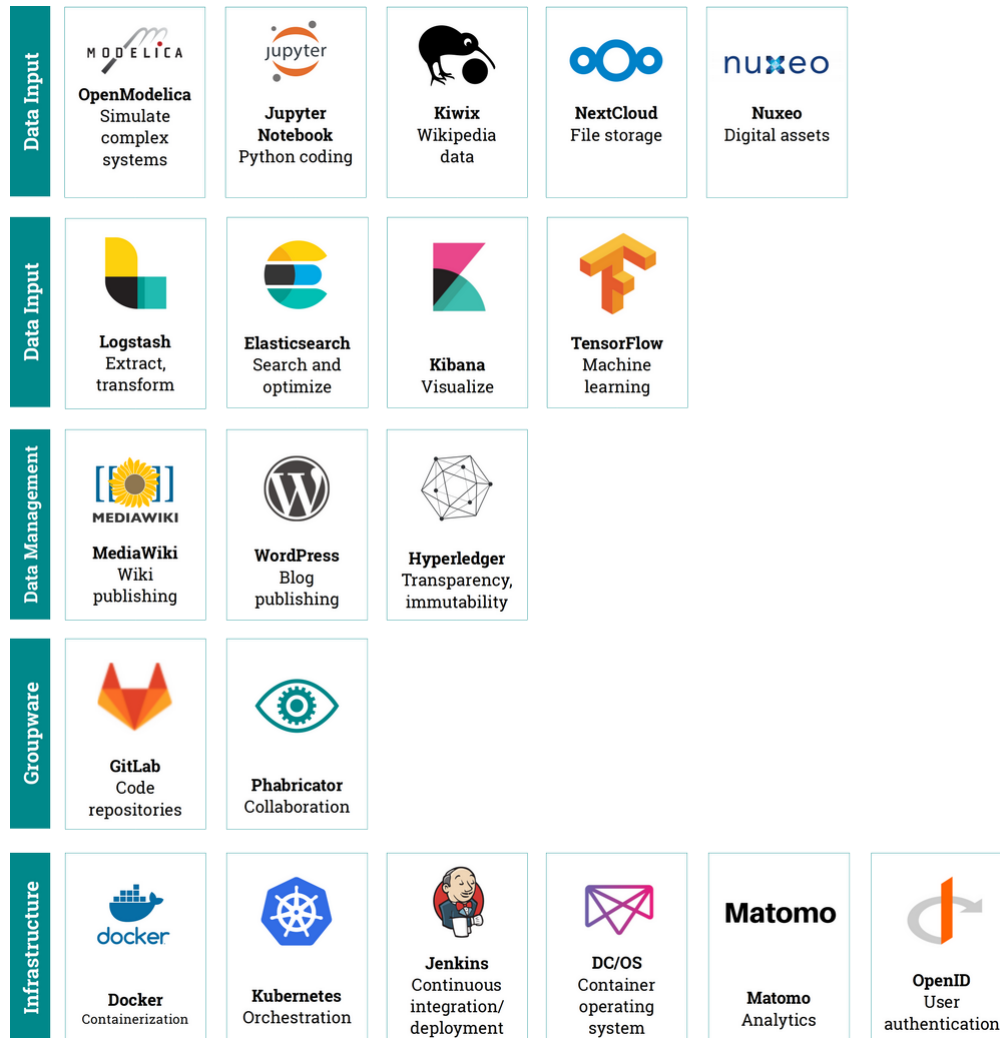 Data Input
MODELICA
OpenModelica
Simulate
complex
systems
jupyter
Jupyter
Notebook
Python coding
Kiwix
Wikipedia
data
NextCloud
File storage
nuxeo
Nuxeo
Digital assets
Data Input
Logstash
Extract,
transform
Elasticsearch
Search and
optimize
Kibana
Visualize
TensorFlow
Machine
learning
Data Management
[[ ]]
MEDIAWIKI
MediaWiki
Wiki
publishing
W
WordPress
Blog
publishing
Hyperledger
Transparency,
immutability
Groupware
GitLab
Code
repositories
Phabricator
Collaboration
Infrastructure
docker
Docker
Containerization
Kubernetes
Orchestration
Jenkins
Continuous
integration/
deployment
DC/OS
Container
operating
system
Matomo
Matomo
Analytics
OpenID
User
authentication